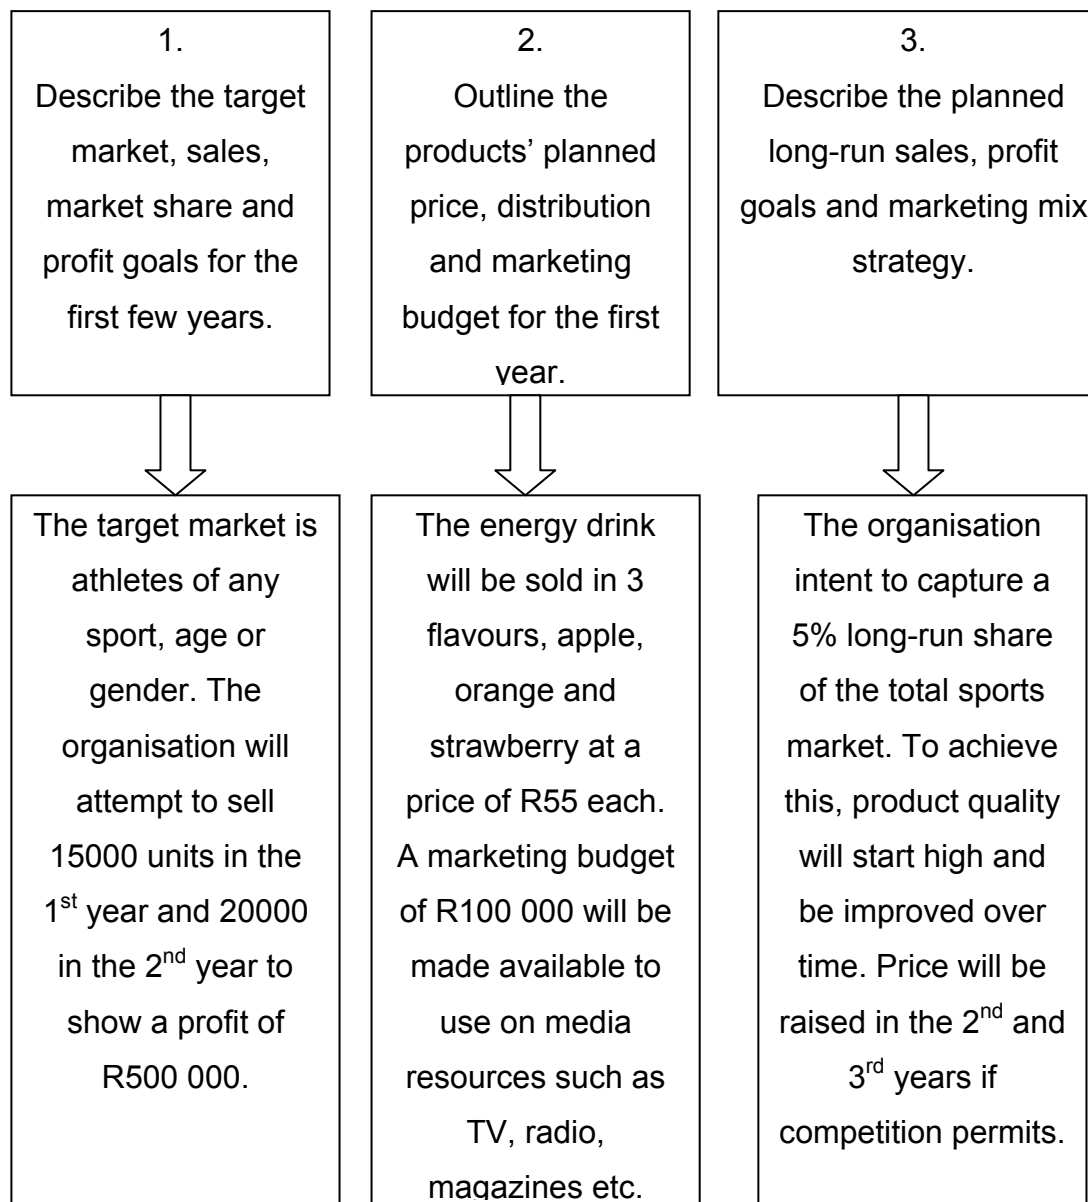 1.
Describe the target
market, sales,
market share and
profit goals for the
first few years.
2.
Outline the
products’ planned
price, distribution
and marketing
budget for the first
year.
3.
Describe the planned
long-run sales, profit
goals and marketing mix
strategy.
The target market is
athletes of any
sport, age or
gender. The
organisation will
attempt to sell
15000 units in the
1st year and 20000
in the 2nd year to
show a profit of
R500 000.
The energy drink
will be sold in 3
flavours, apple,
orange and
strawberry at a
price of R55 each.
A marketing budget
of R100 000 will be
made available to
use on media
resources such as
TV, radio,
magazines etc.
The organisation
intent to capture a
5% long-run share
of the total sports
market. To achieve
this, product quality
will start high and
be improved over
time. Price will be
raised in the 2nd and
3rd years if
competition permits.